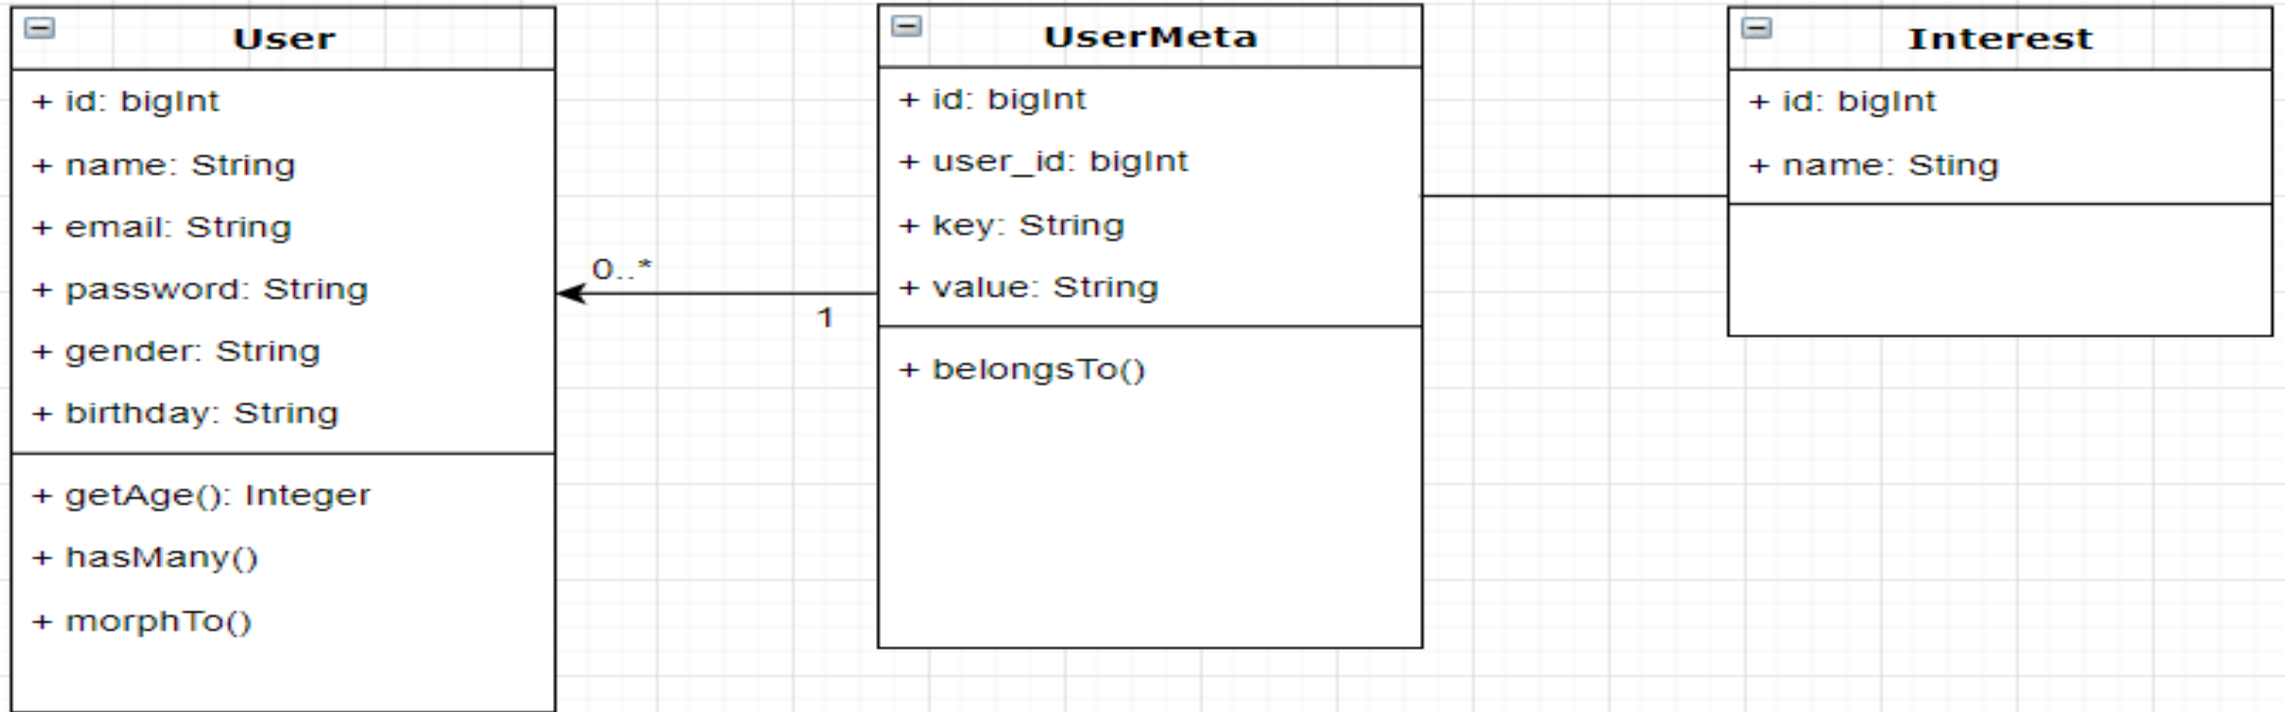 User
+ id: bigInt
+ name: String
+ email: String
+ password: String
+ gender: String
+ birthday: String
+ getAge(): Integer
+ hasMany()
+ morphTo()
0..*
1
UserMeta
+ id: bigInt
+ user_id: bigInt
+ key: String
+ value: String
+ belongsTo()
Interest
+ id: bigInt
+ name: Sting